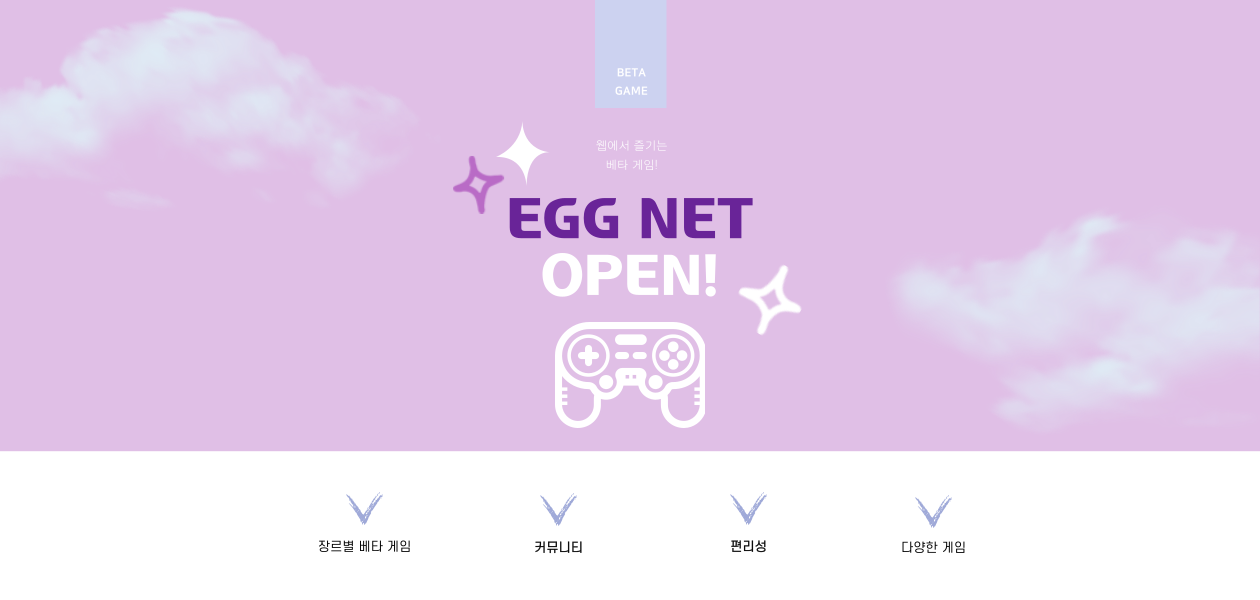 BETA
GAME
웹에서 즐기는
베타 게임!
EGG NET
OPEN!
장르별 베타 게임
커뮤니티
편리성
다양한 게임